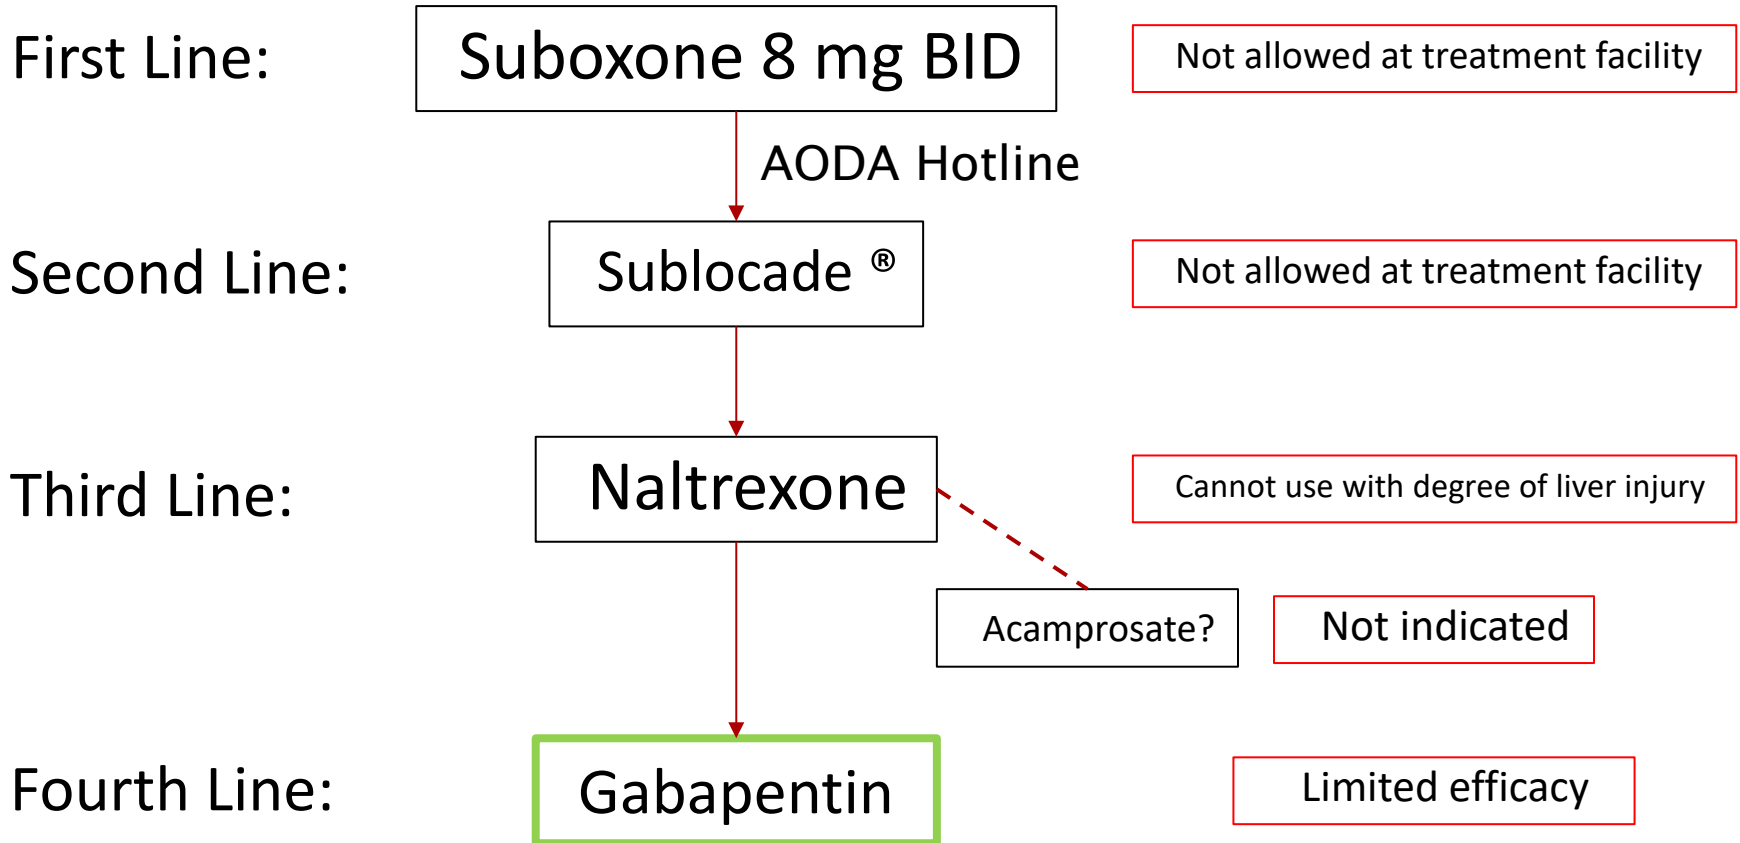 First Line:
Suboxone 8 mg BID
Not allowed at treatment facility
AODA Hotline
Second Line:
Sublocade ®
Not allowed at treatment facility
Third Line:
Naltrexone
Cannot use with degree of liver injury
Acamprosate?
Not indicated
Fourth Line:
Gabapentin
Limited efficacy